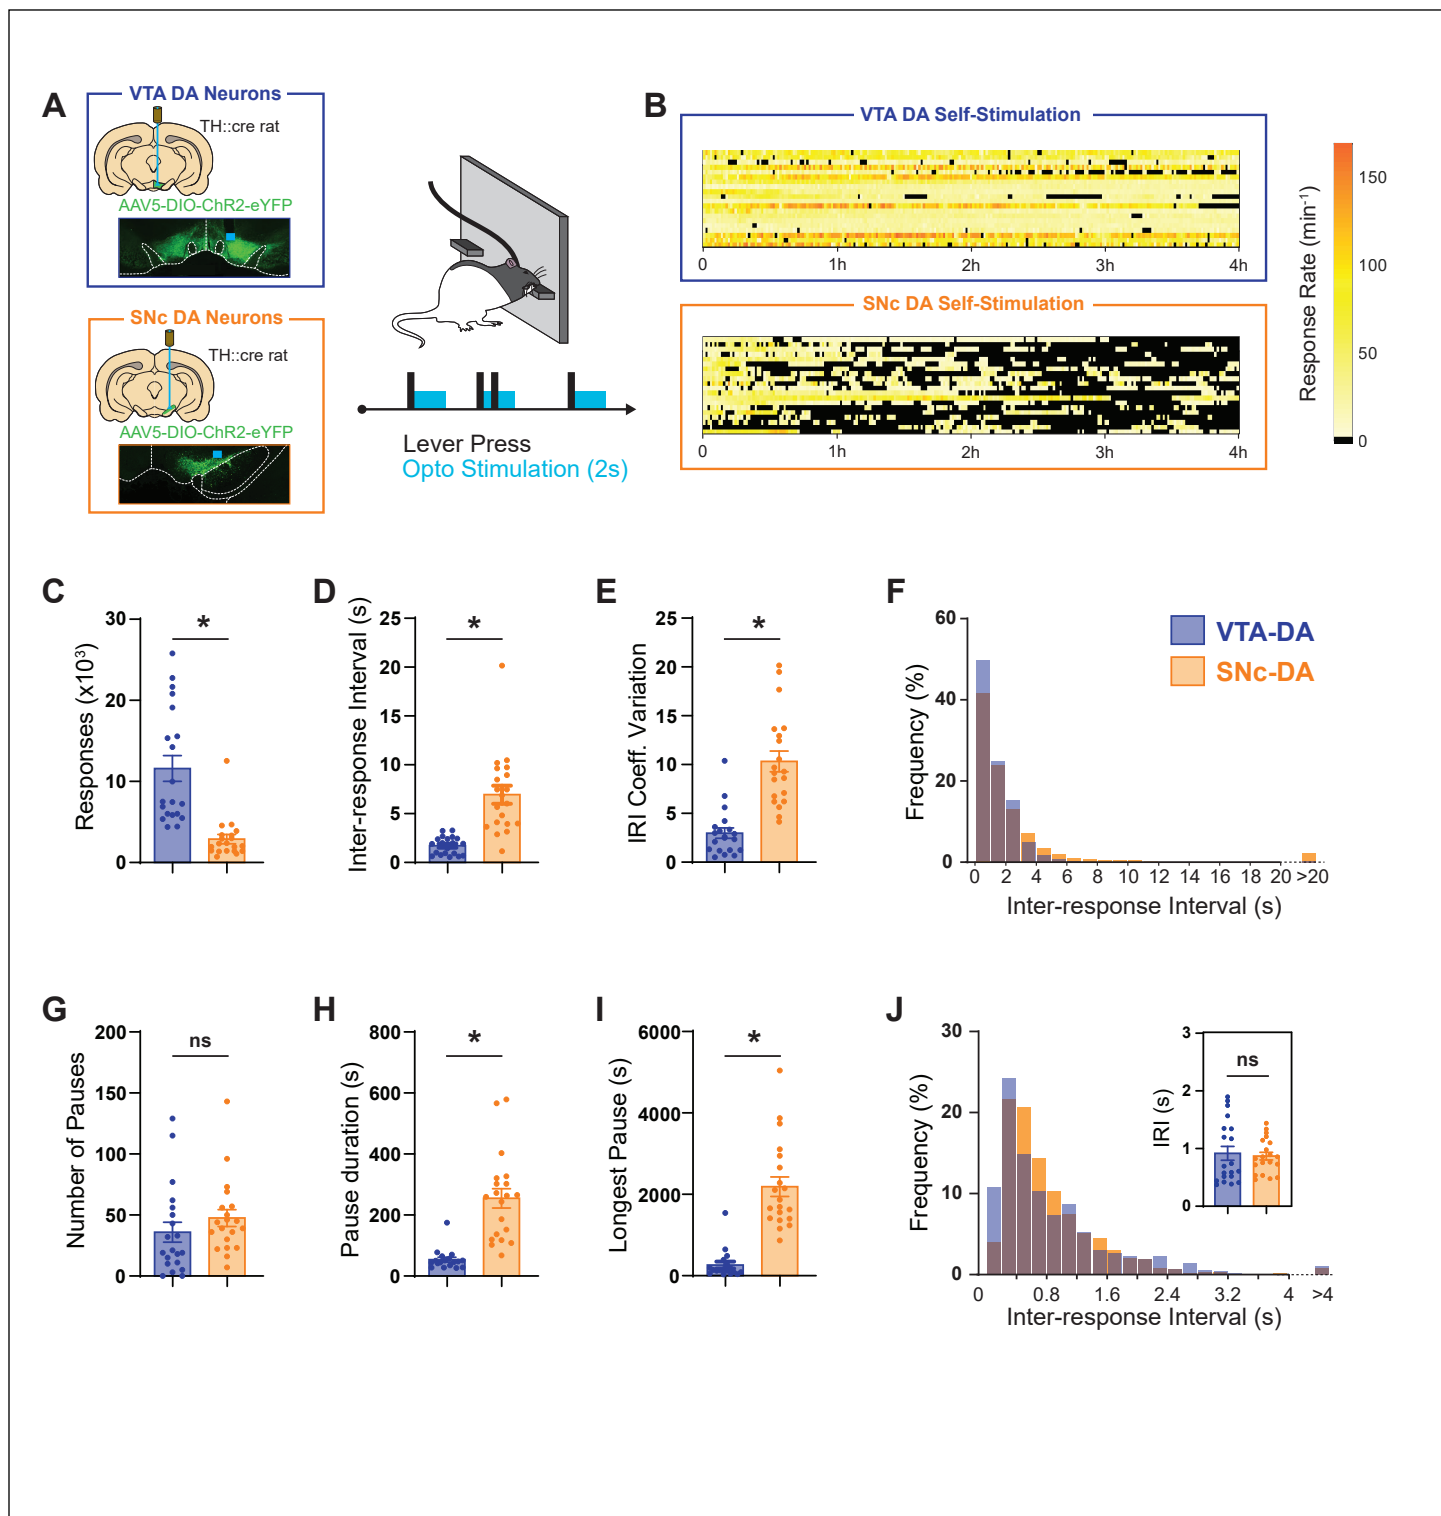 A
VTA DA Neurons
TH::cre rat
AAV5-DIO-ChR2-eYFP
SNc DA Neurons
TH::cre rat
AAV5-DIO-ChR2-eYFP
Lever Press
Opto Stimulation (2s)
B
VTA DA Self-Stimulation
0 1h 2h 3h 4h
SNc DA Self-Stimulation
0 1h 2h 3h 4h
150
100
50
0
Response Rate (min⁻¹)
C
Responses (x10³)
30
20
10
0
*
D
Inter-response Interval (s)
25
20
15
10
5
0
*
E
IRI Coeff. Variation
25
20
15
10
5
0
*
F
Frequency (%)
60
40
20
0
VTA-DA
SNc-DA
0 2 4 6 8 10 12 14 16 18 20 >20
Inter-response Interval (s)
G
Number of Pauses
200
150
100
50
0
ns
H
Pause duration (s)
800
600
400
200
0
*
I
Longest Pause (s)
6000
4000
2000
0
*
J
Frequency (%)
30
20
10
0
IRI (s)
3
2
1
0
ns
0 0.8 1.6 2.4 3.2 4 >4
Inter-response Interval (s)